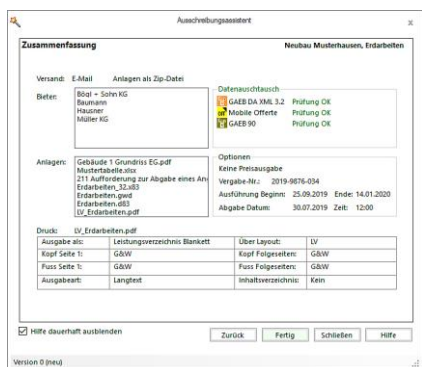 Ausschreibungsassistent
Zusammenfassung Neubau Musterhausen, Erdarbeiten
Versand: E-Mail Anlagen als Zip-Datei
Bieter:
Bögl + Sohn KG
Baumann
Hausner
Müller KG
Datenauschtausch
GAEB DA XML 3.2 Prüfung OK
Mobile Offerte Prüfung OK
GAEB 90 Prüfung OK
Anlagen:
Gebäude 1 Grundriss EG.pdf
Mustertabelle.xlsx
211 Aufforderung zur Abgabe eines An
Erdarbeiten_32.x83
Erdarbeiten.gwd
Erdarbeiten.d83
LV_Erdarbeiten.pdf
Optionen
Keine Preisausgabe
Vergabe-Nr.: 2019-9876-034
Ausführung Beginn: 25.09.2019 Ende: 14.01.2020
Abgabe Datum: 30.07.2019 Zeit: 12:00
Druck: LV_Erdarbeiten.pdf
Ausgabe als: Leistungsverzeichnis Blankett Über Layout: LV
Kopf Seite 1: G&W Kopf Folgeseiten: G&W
Fuss Seite 1: G&W Fuss Folgeseiten: G&W
Ausgabeart: Langtext Inhaltsverzeichnis: Kein
Hilfe dauerhaft ausblenden
Zurück Fertig Schließen Hilfe
Version 0 (neu)